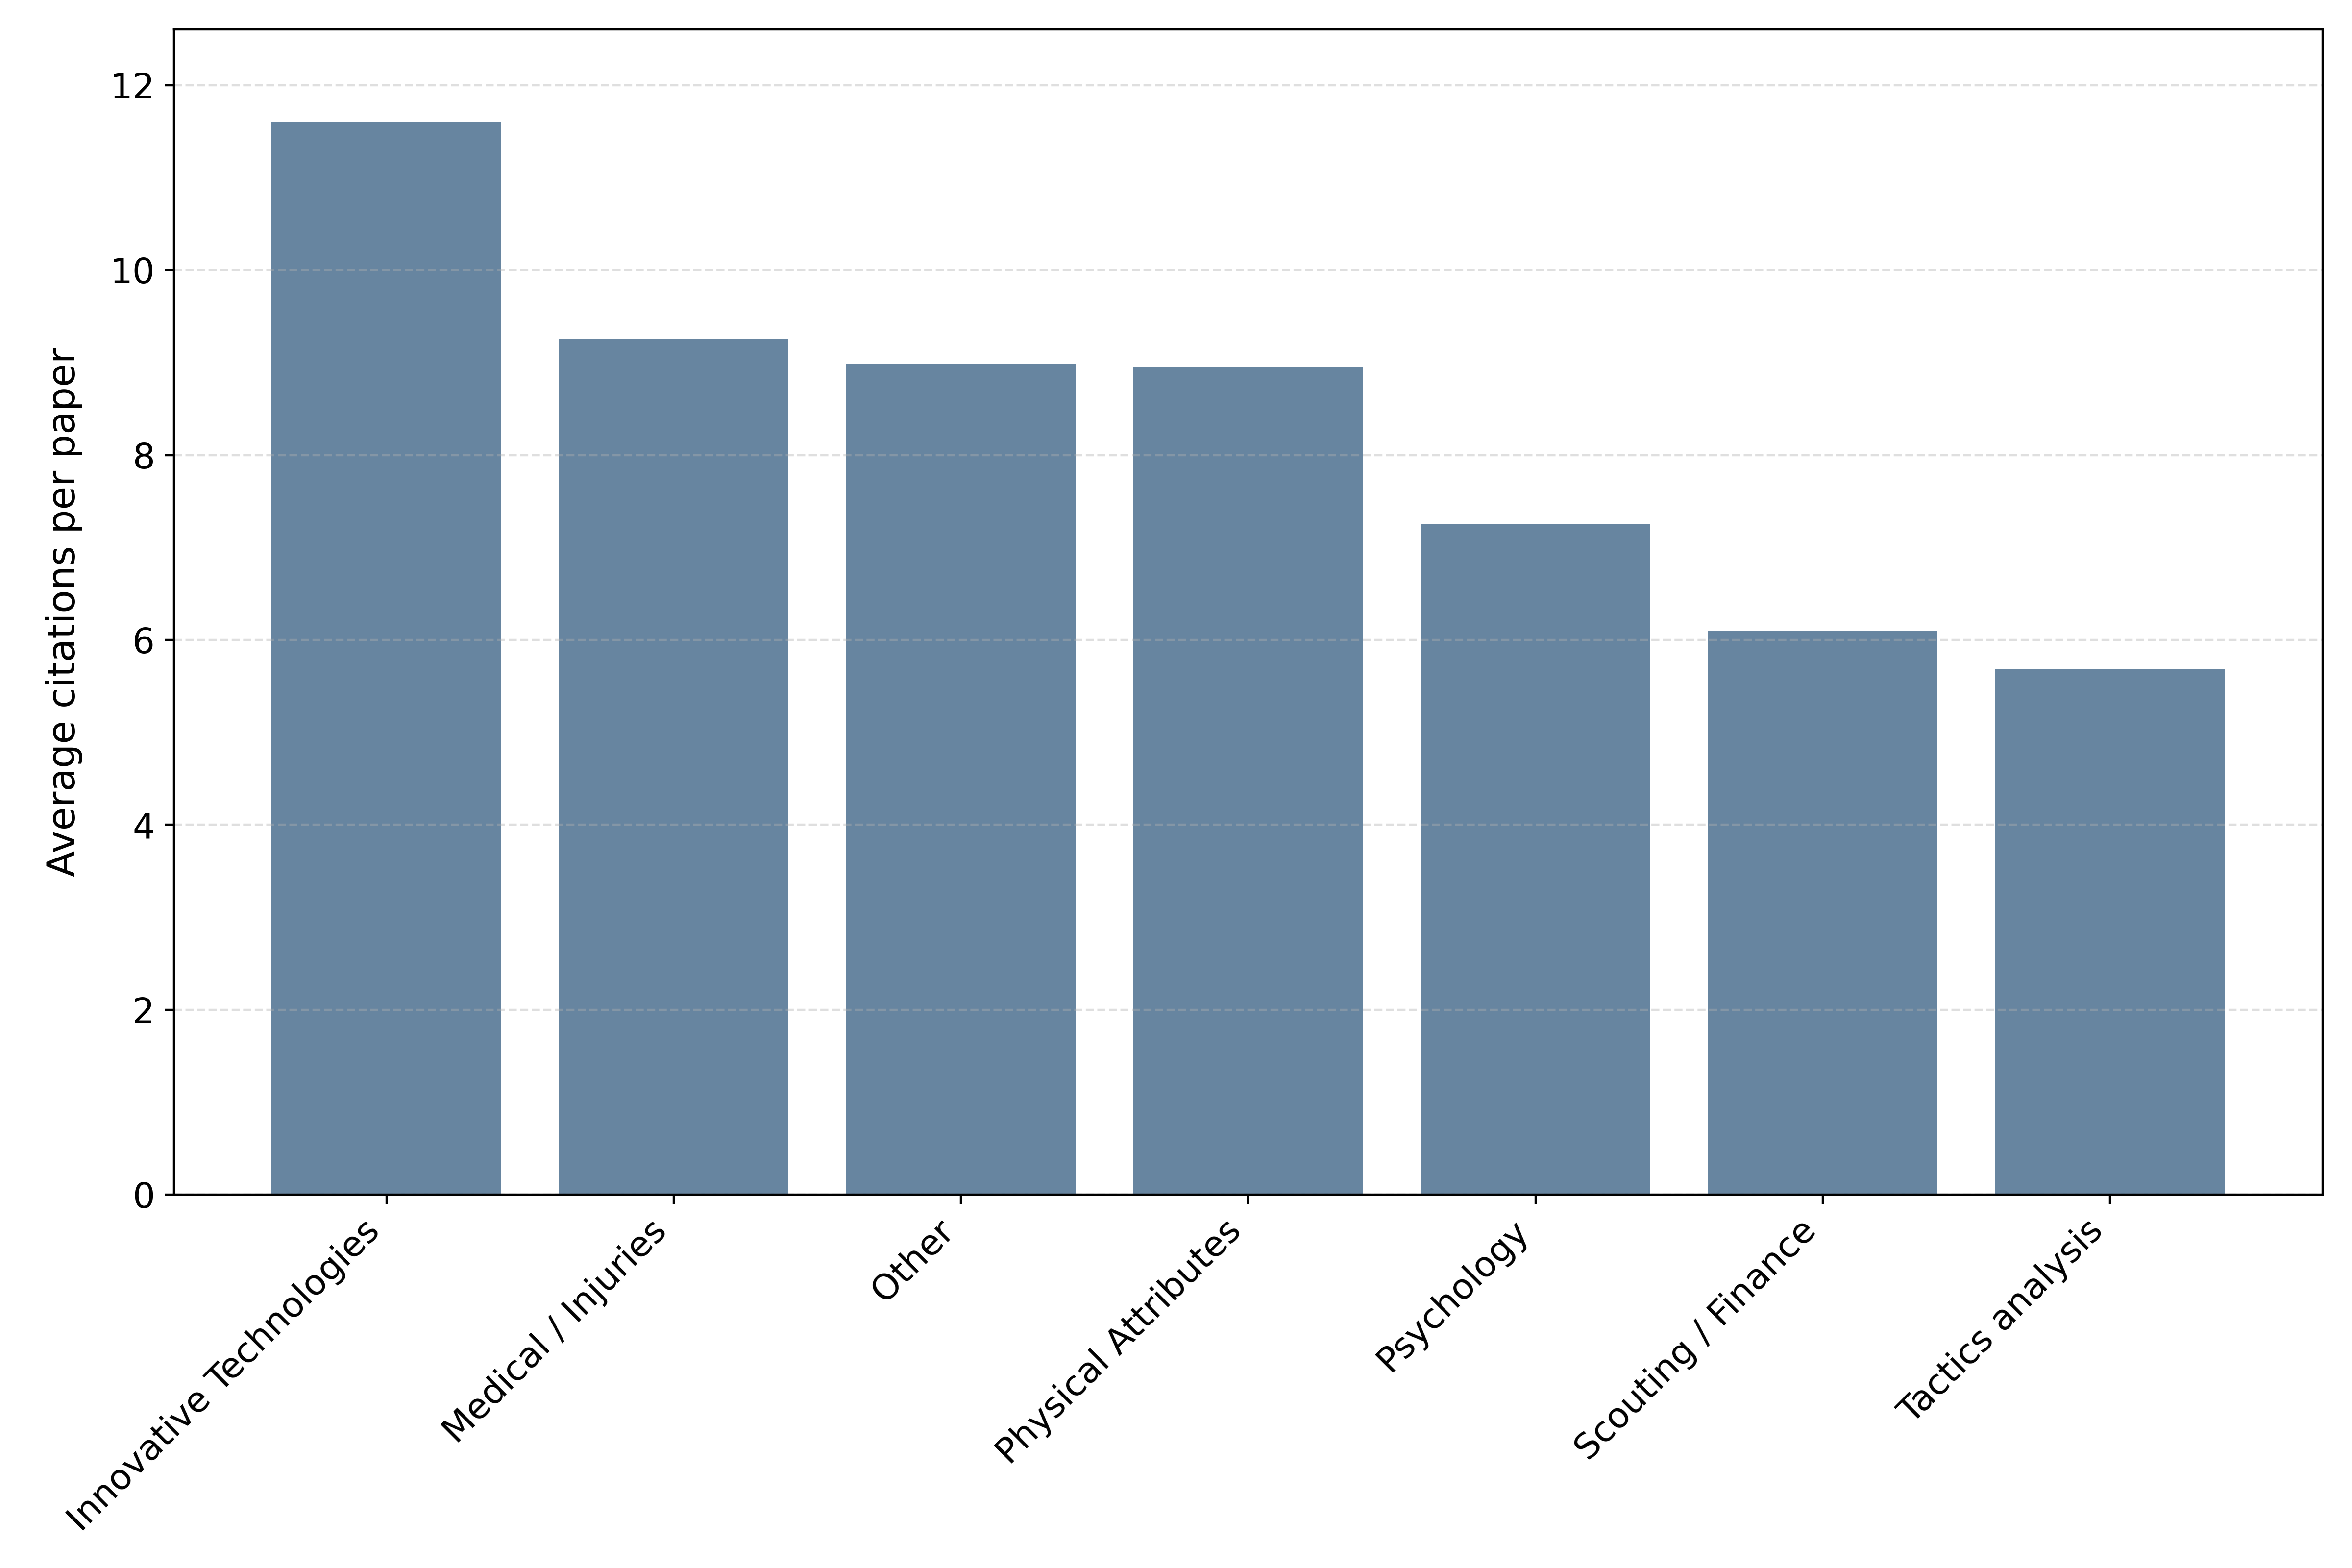 Average citations per paper
12
10
8
6
4
2
0
Innovative Technologies
Medical / Injuries
Other
Physical Attributes
Psychology
Scouting / Finance
Tactics analysis